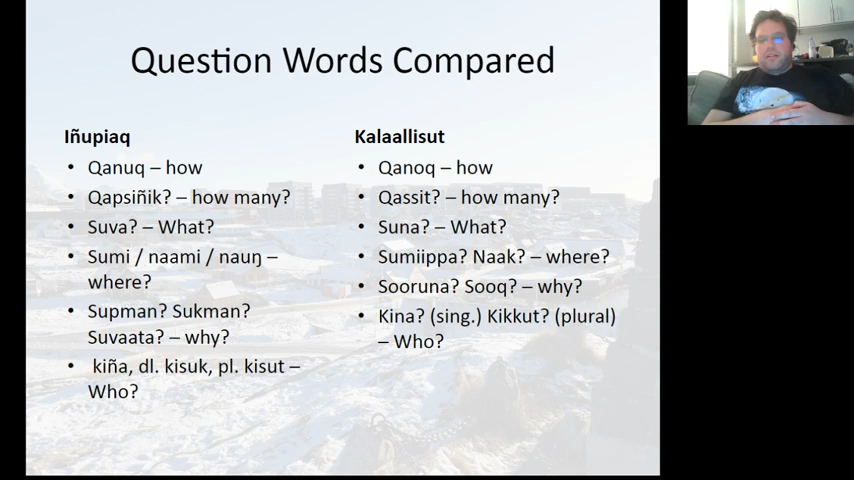 Question Words Compared
Iñupiaq
• Qanuq – how
• Qapsiñik? – how many?
• Suva? – What?
• Sumi / naami / nauŋ –
where?
• Supman? Sukman?
Suvaata? – why?
• kiña, dl. kisuk, pl. kisut –
Who?
Kalaallisut
• Qanoq – how
• Qassit? – how many?
• Suna? – What?
• Sumiippa? Naak? – where?
• Sooruna? Sooq? – why?
• Kina? (sing.) Kikkut? (plural)
– Who?